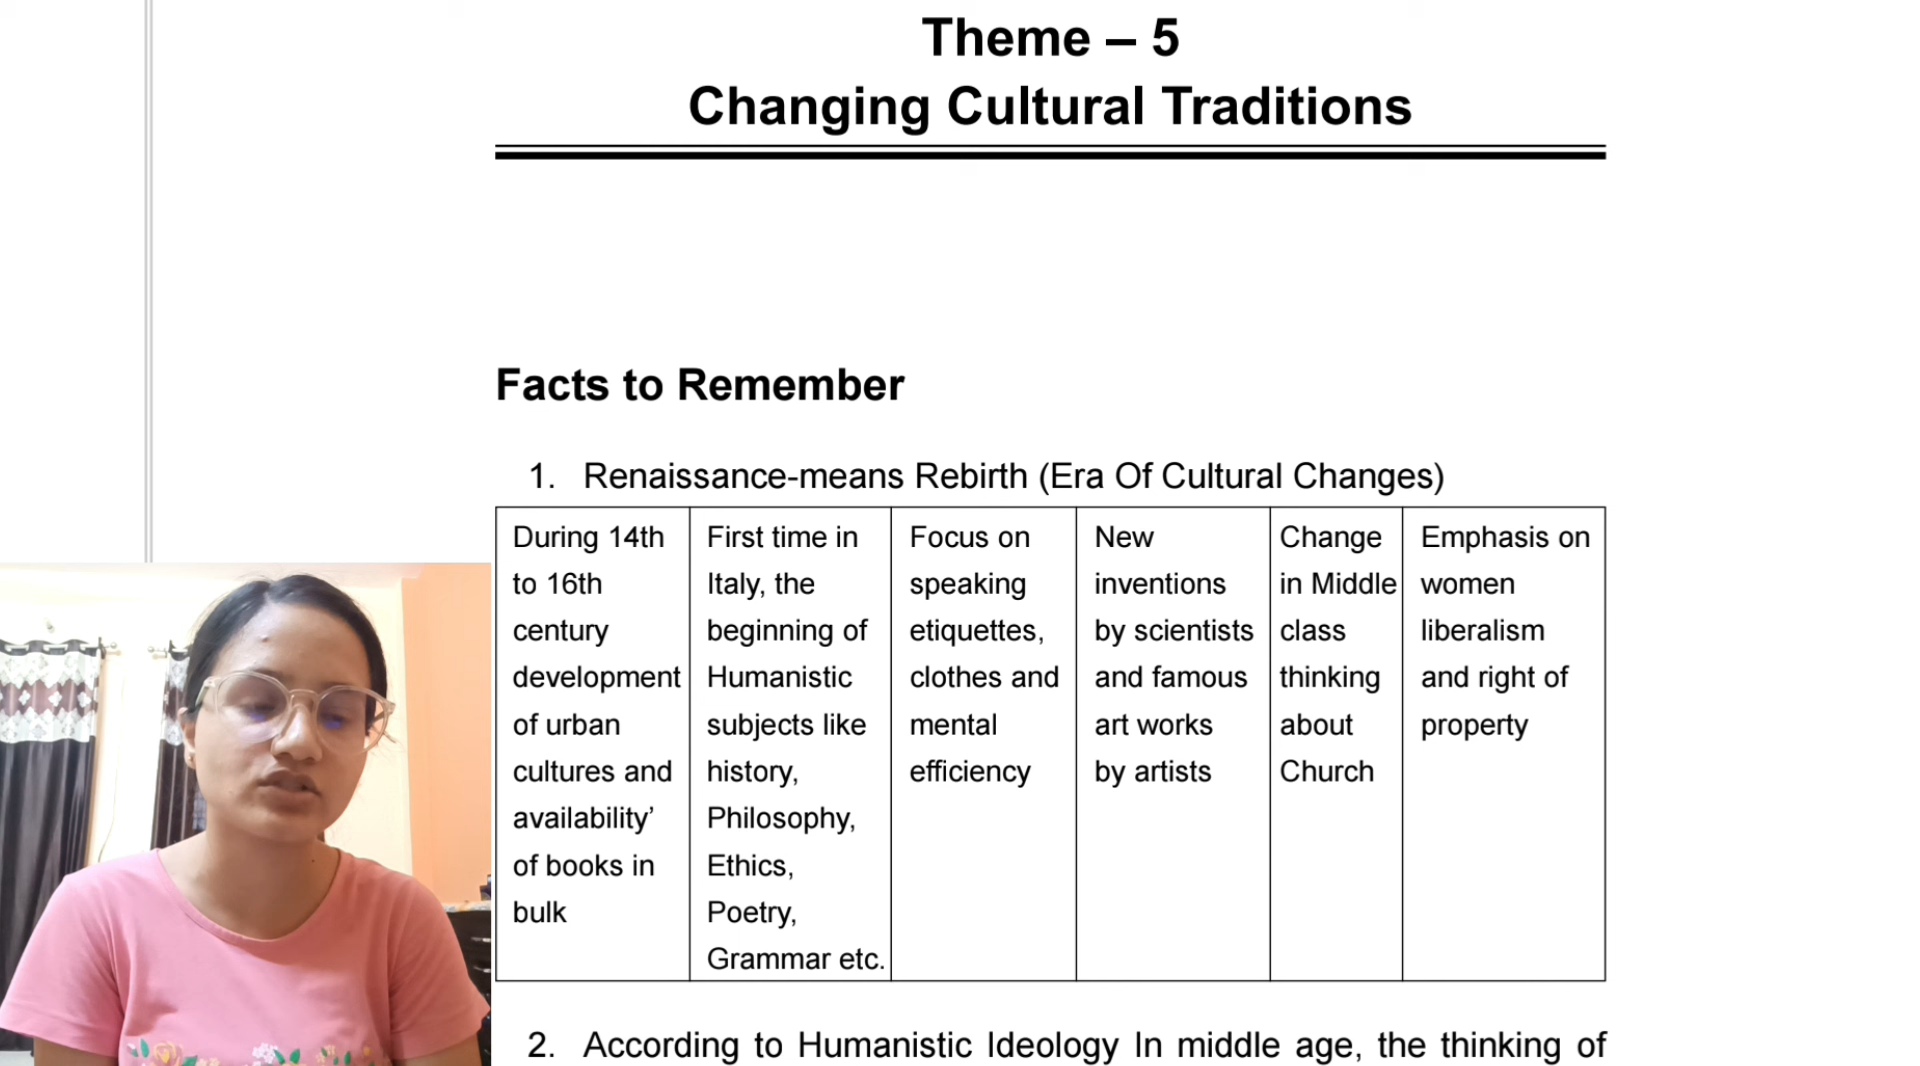 Theme – 5
Changing Cultural Traditions
Facts to Remember
1. Renaissance-means Rebirth (Era Of Cultural Changes)
During 14th
to 16th
century
development
of urban
cultures and
availability’
of books in
bulk
First time in
Italy, the
beginning of
Humanistic
subjects like
history,
Philosophy,
Ethics,
Poetry,
Grammar etc.
Focus on
speaking
etiquettes,
clothes and
mental
efficiency
New
inventions
by scientists
and famous
art works
by artists
Change
in Middle
class
thinking
about
Church
Emphasis on
women
liberalism
and right of
property
2. According to Humanistic Ideology In middle age, the thinking of